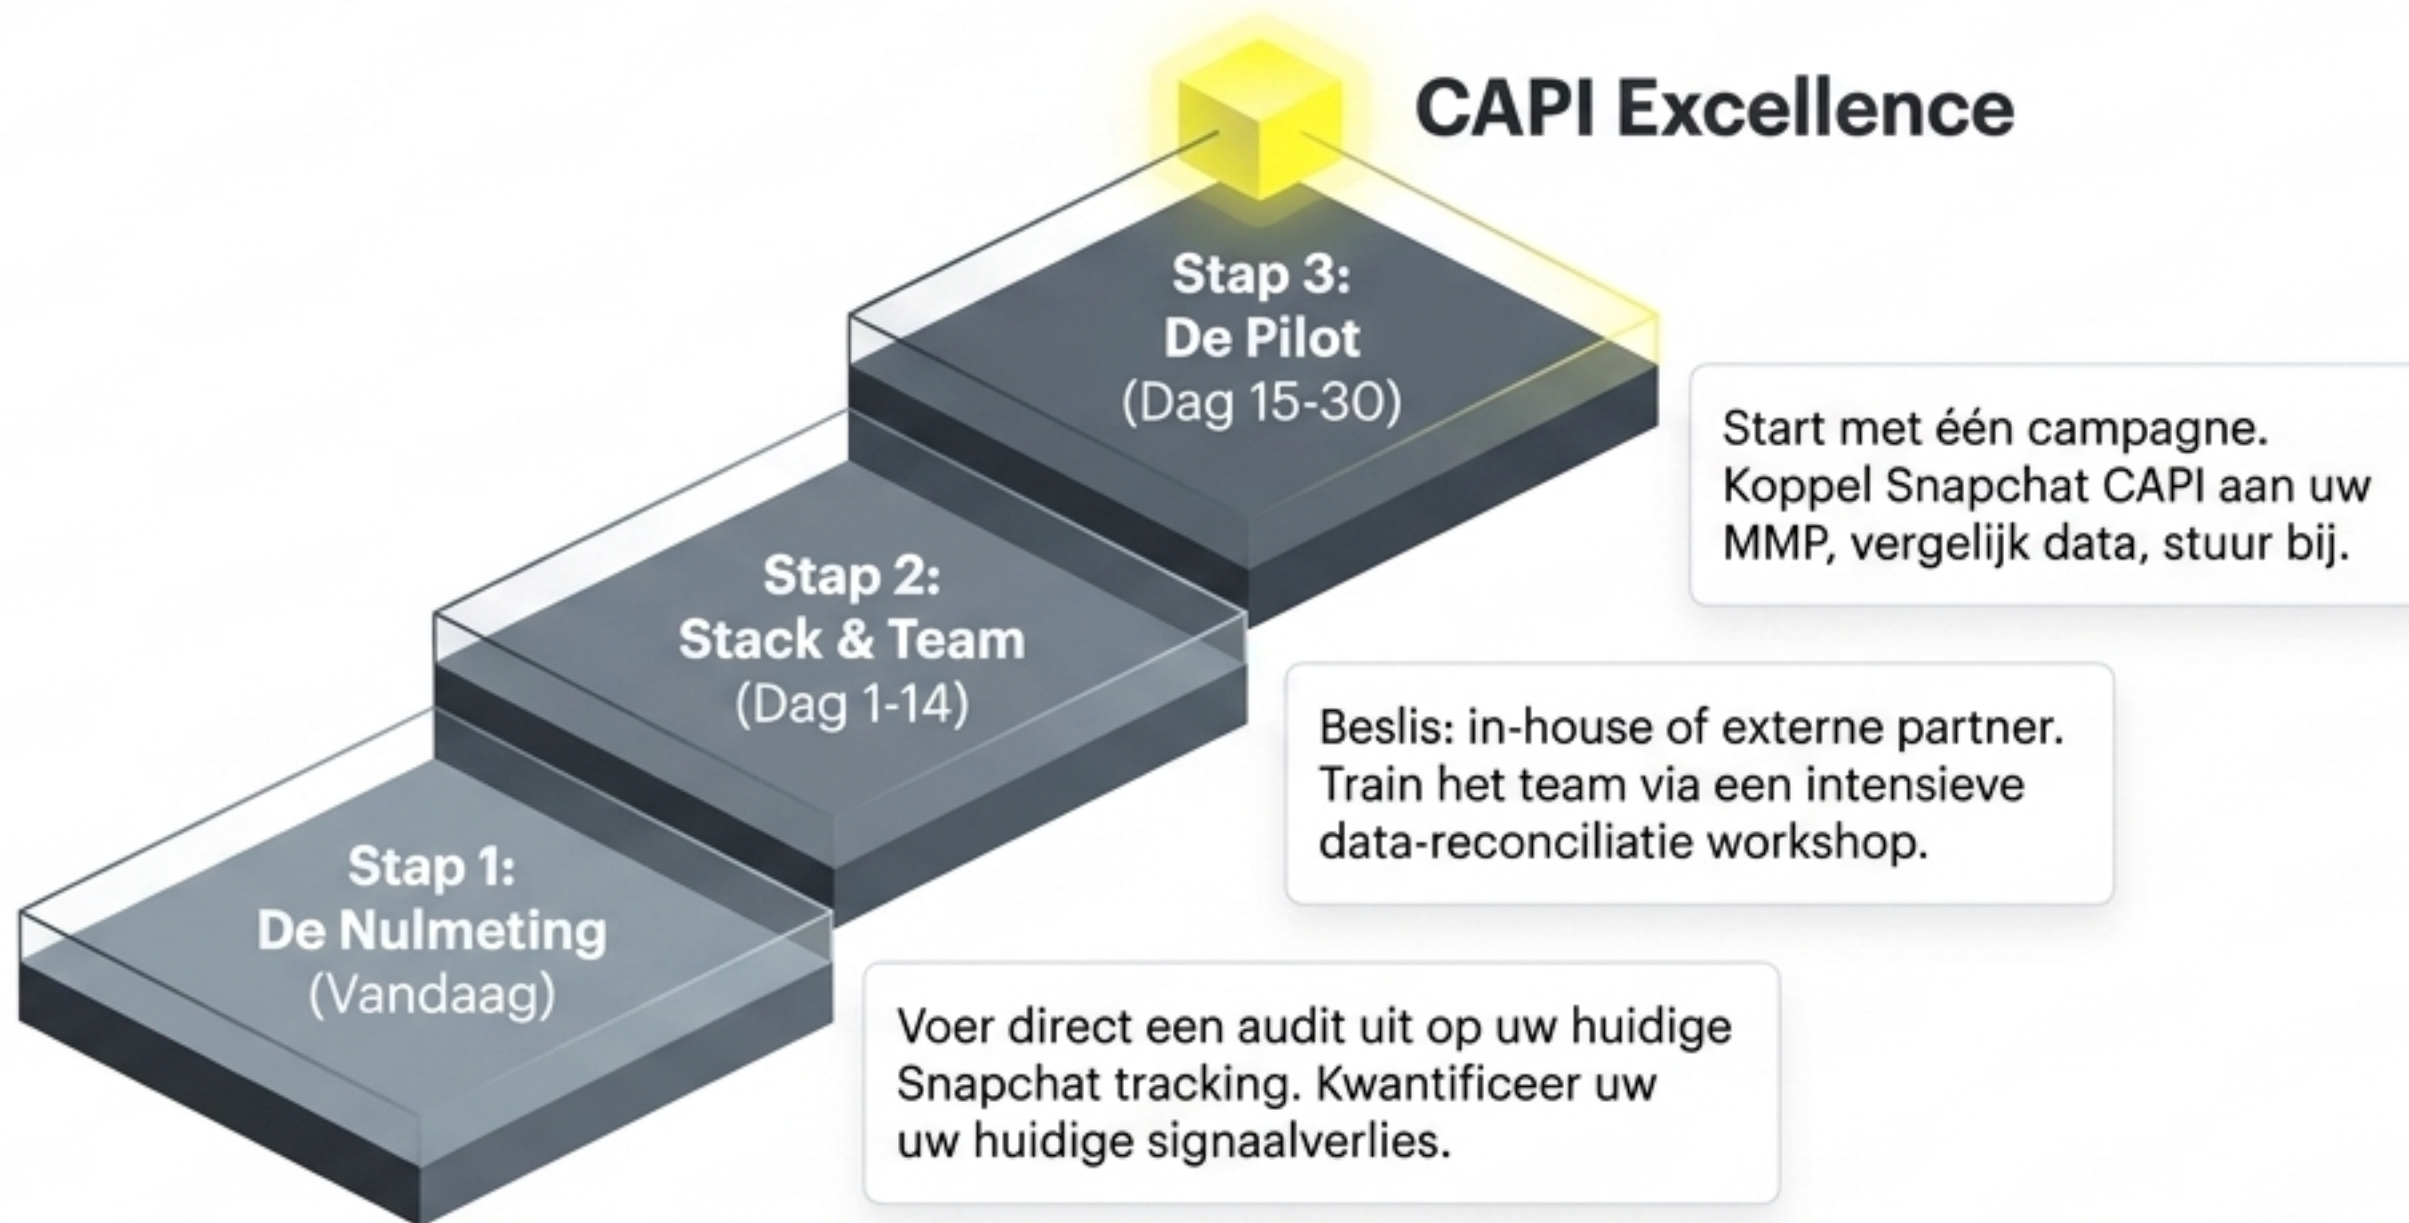 CAPI Excellence
Stap 3:
De Pilot
(Dag 15-30)
Start met één campagne.
Koppel Snapchat CAPI aan uw
MMP, vergelijk data, stuur bij.
Stap 2:
Stack & Team
(Dag 1-14)
Beslis: in-house of externe partner.
Train het team via een intensieve
data-reconciliatie workshop.
Stap 1:
De Nulmeting
(Vandaag)
Voer direct een audit uit op uw huidige
Snapchat tracking. Kwantificeer uw
uw huidige signaalverlies.